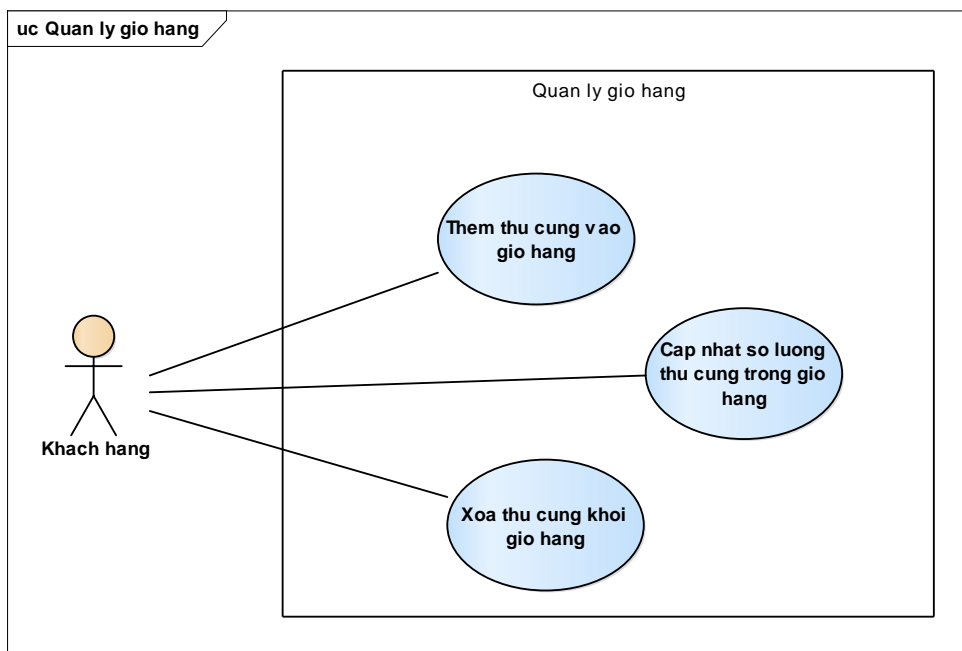 uc Quan ly gio hang
Quan ly gio hang
Them thu cung vao
gio hang
Cap nhat so luong
thu cung trong gio
hang
Khach hang
Xoa thu cung khoi
gio hang